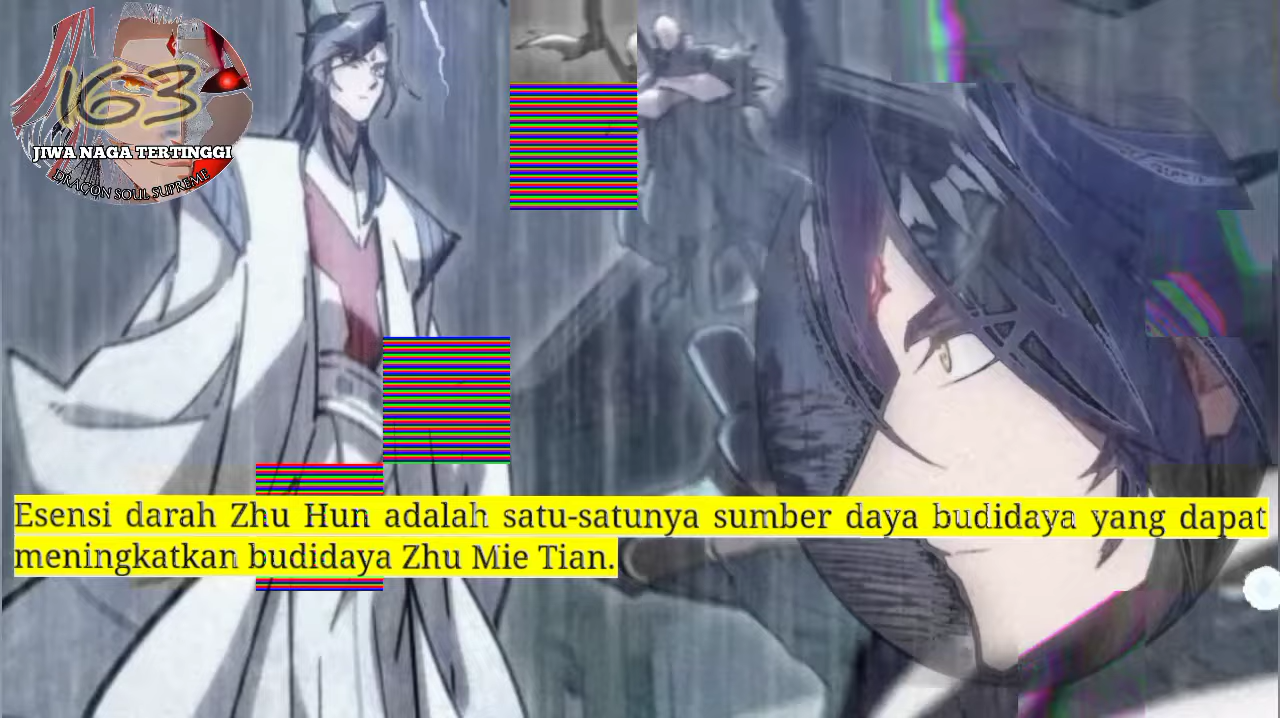 163
JIWA NAGA TERTINGGI
DRAGON SOUL SUPREME
Esensi darah Zhu Hun adalah satu-satunya sumber daya budidaya yang dapat
meningkatkan budidaya Zhu Mie Tian.